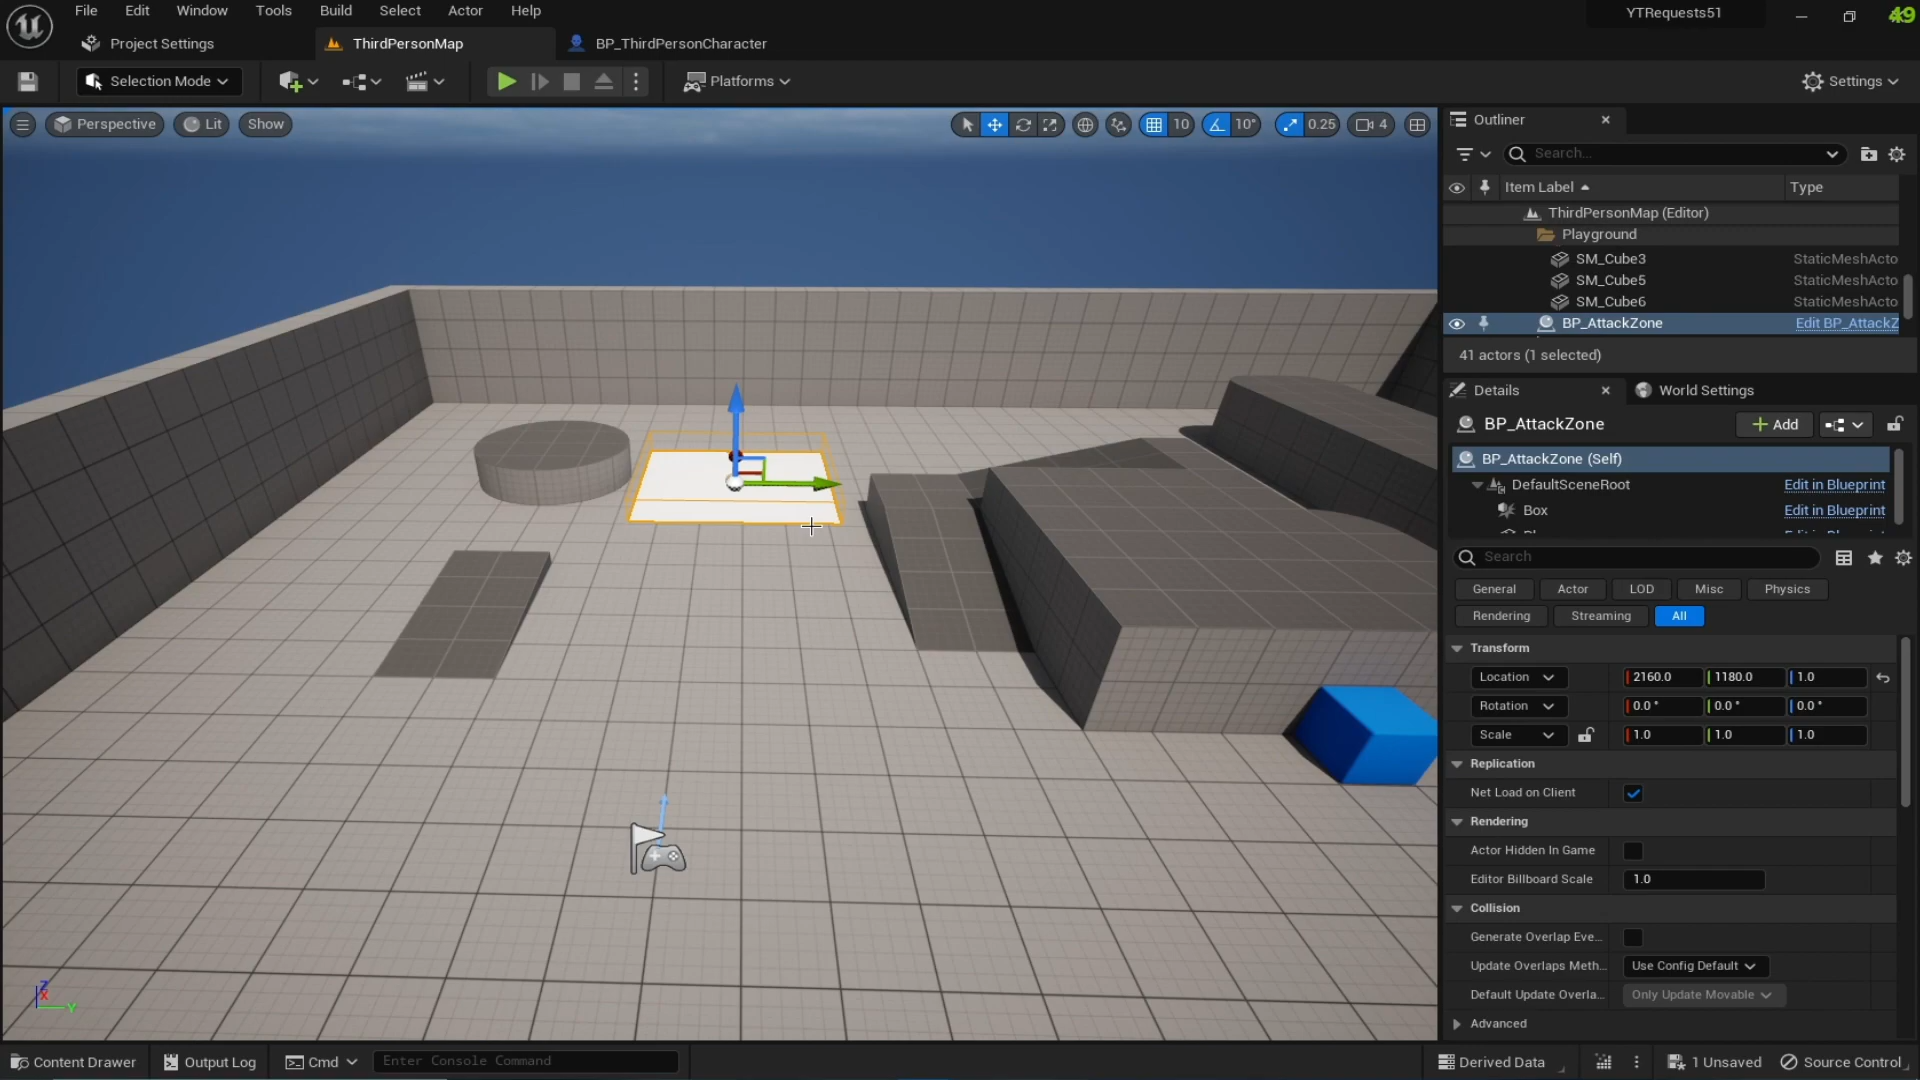 File Edit Window Tools Build Select Actor Help
YTRequests51
49
Project Settings
ThirdPersonMap
BP_ThirdPersonCharacter
Selection Mode
Platforms
Settings
Perspective
Lit
Show
10
10°
0.25
4
Outliner
Search...
Item Label
Type
ThirdPersonMap (Editor)
Playground
SM_Cube3 StaticMeshActo
SM_Cube5 StaticMeshActo
SM_Cube6 StaticMeshActo
BP_AttackZone Edit BP_AttackZ
41 actors (1 selected)
Details
World Settings
BP_AttackZone
Add
BP_AttackZone (Self)
DefaultSceneRoot Edit in Blueprint
Box Edit in Blueprint
Search
General Actor LOD Misc Physics
Rendering Streaming All
Transform
Location 2160.0 1180.0 1.0
Rotation 0.0 ° 0.0 ° 0.0 °
Scale 1.0 1.0 1.0
Replication
Net Load on Client
Rendering
Actor Hidden In Game
Editor Billboard Scale 1.0
Collision
Generate Overlap Eve...
Update Overlaps Meth... Use Config Default
Default Update Overla... Only Update Movable
Advanced
Z
X
Y
Content Drawer
Output Log
Cmd
Enter Console Command
Derived Data
1 Unsaved
Source Control